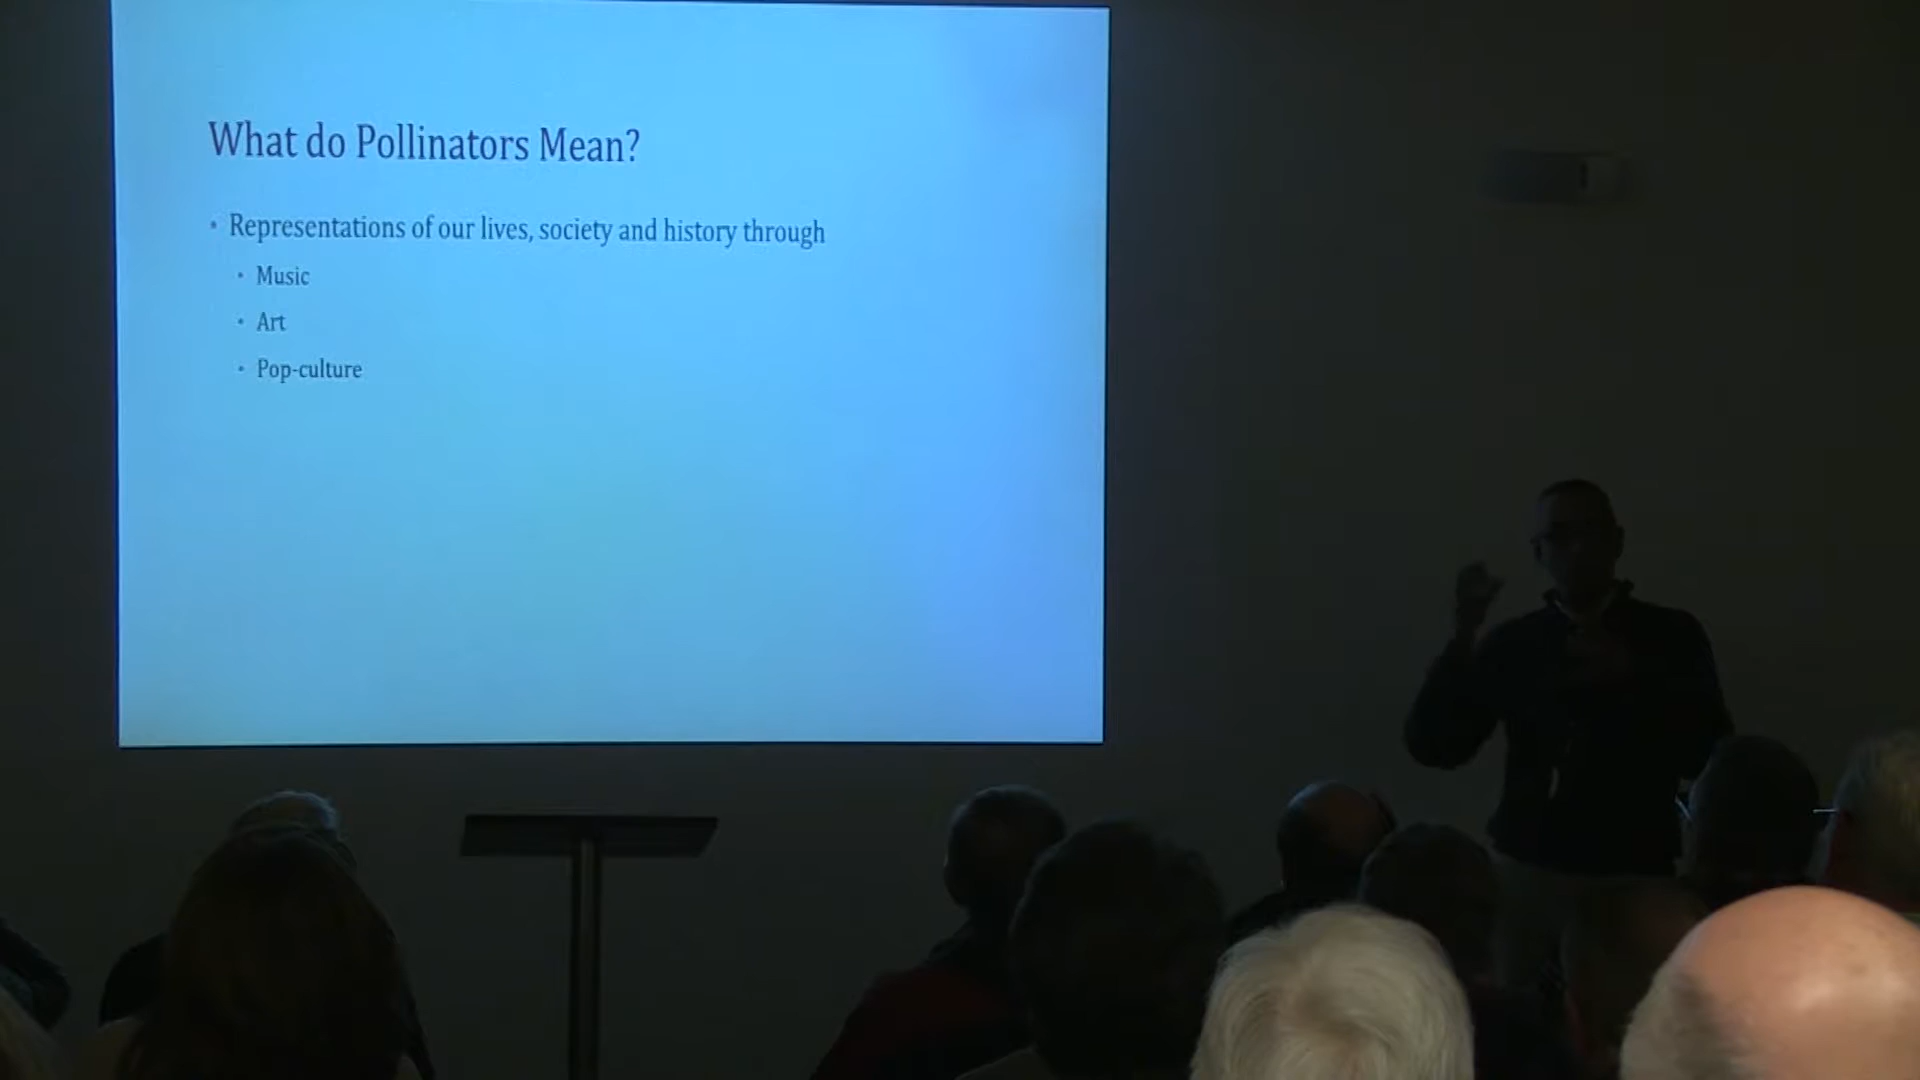 What do Pollinators Mean?
• Representations of our lives, society and history through
• Music
• Art
• Pop-culture